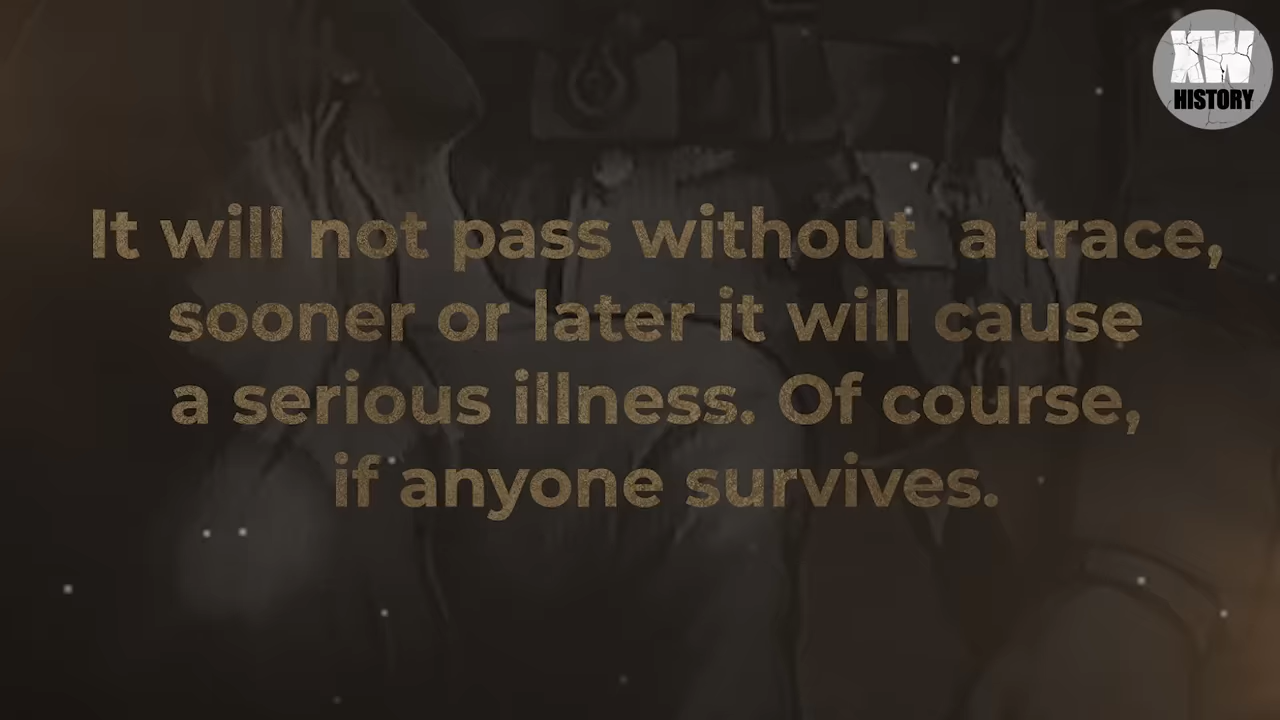 XW
HISTORY
It will not pass without  a trace,
sooner or later it will cause
a serious illness. Of course,
if anyone survives.